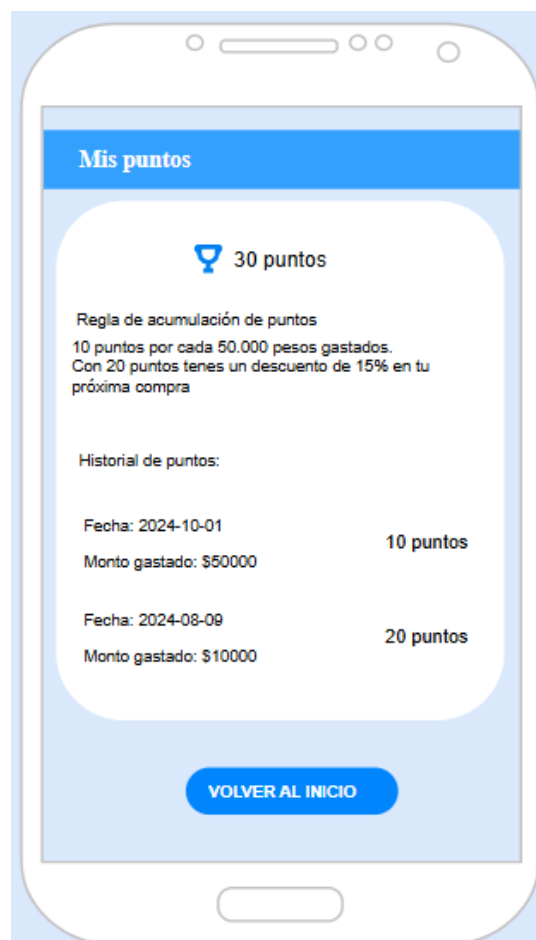 Mis puntos
30 puntos
Regla de acumulación de puntos
10 puntos por cada 50.000 pesos gastados.
Con 20 puntos tienes un descuento de 15% en tu
próxima compra
Historial de puntos:
Fecha: 2024-10-01
10 puntos
Monto gastado: $50000
Fecha: 2024-08-09
20 puntos
Monto gastado: $10000
VOLVER AL INICIO